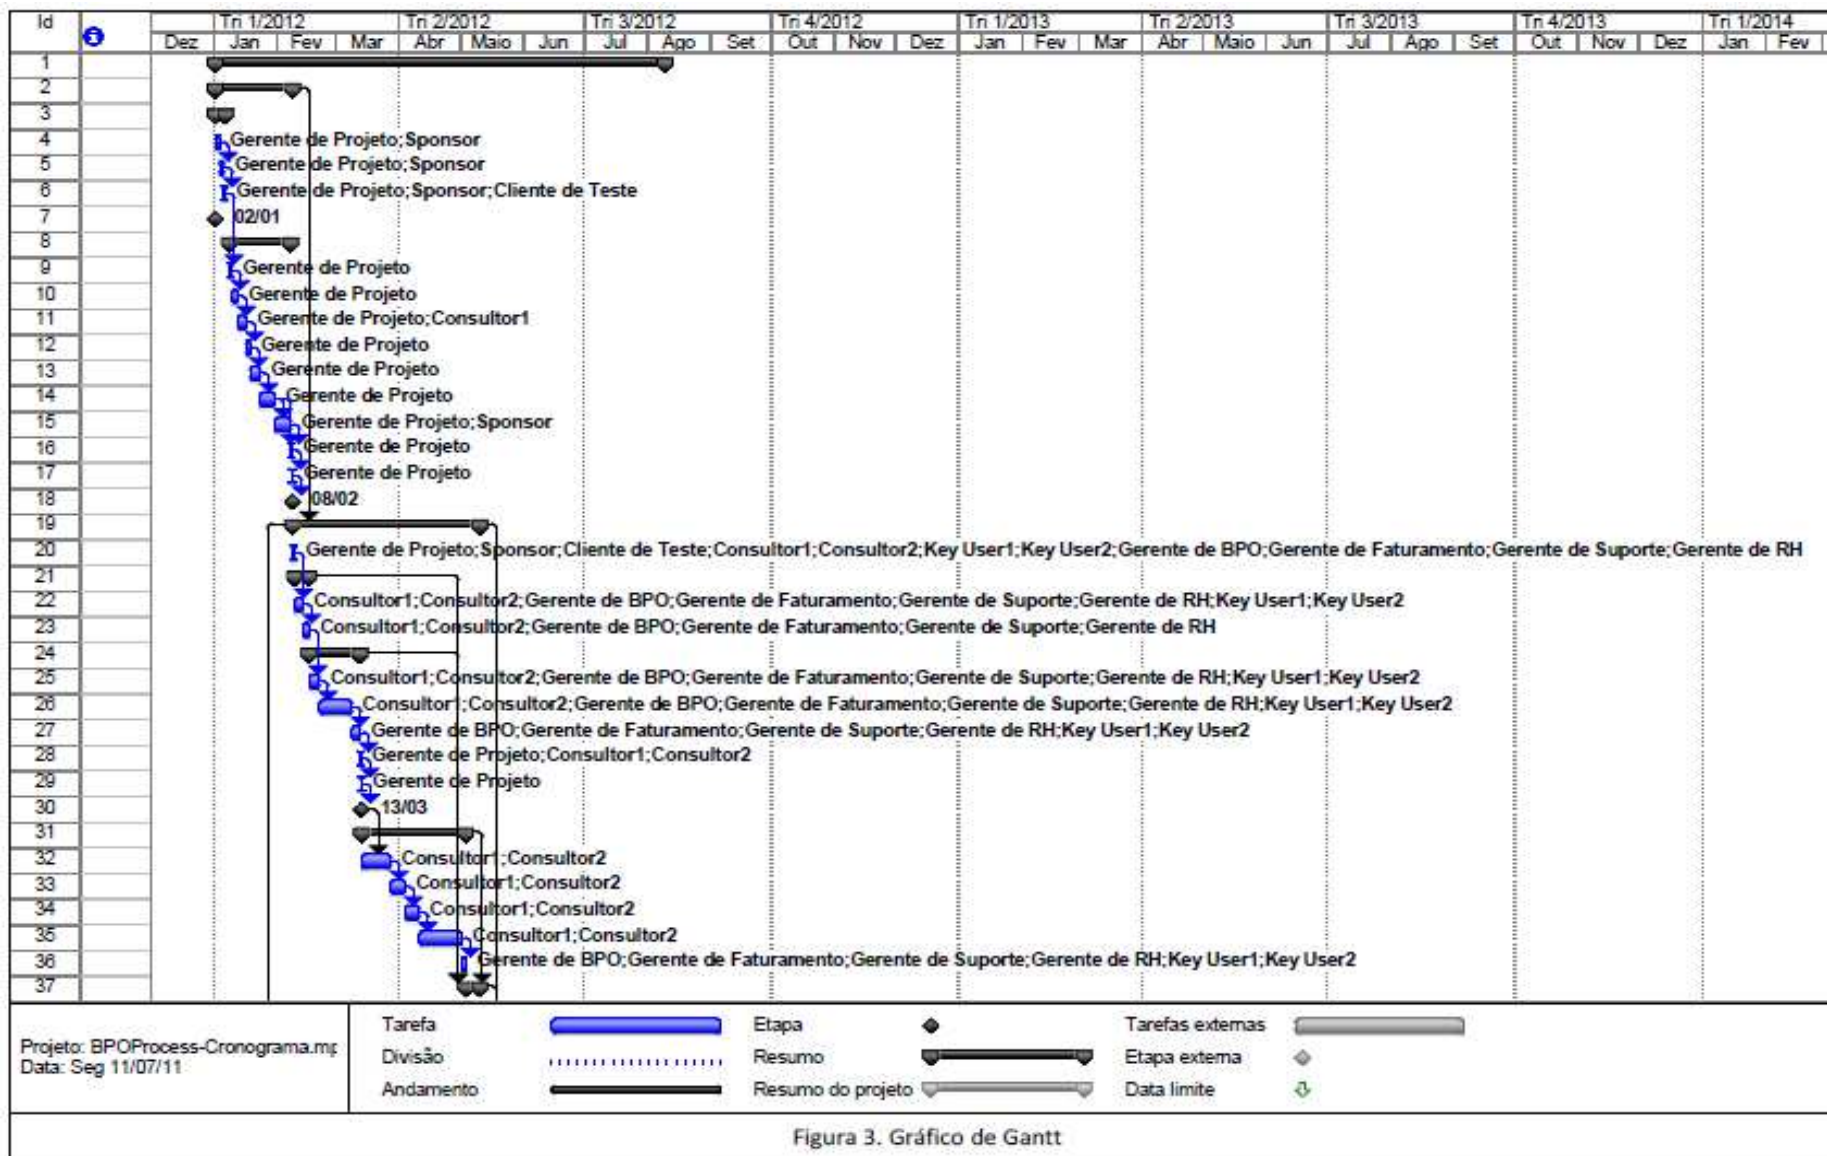 Id
Tri 1/2012 Tri 2/2012 Tri 3/2012 Tri 4/2012 Tri 1/2013 Tri 2/2013 Tri 3/2013 Tri 4/2013 Tri 1/2014
Dez Jan Fev Mar Abr Maio Jun Jul Ago Set Out Nov Dez Jan Fev Mar Abr Maio Jun Jul Ago Set Out Nov Dez Jan Fev
1
2
3
4 Gerente de Projeto;Sponsor
5 Gerente de Projeto;Sponsor
6 Gerente de Projeto;Sponsor;Cliente de Teste
7 02/01
8
9 Gerente de Projeto
10 Gerente de Projeto
11 Gerente de Projeto;Consultor1
12 Gerente de Projeto
13 Gerente de Projeto
14 Gerente de Projeto
15 Gerente de Projeto;Sponsor
16 Gerente de Projeto
17 Gerente de Projeto
18 08/02
19
20 Gerente de Projeto;Sponsor;Cliente de Teste;Consultor1;Consultor2;Key User1;Key User2;Gerente de BPO;Gerente de Faturamento;Gerente de Suporte;Gerente de RH
21
22 Consultor1;Consultor2;Gerente de BPO;Gerente de Faturamento;Gerente de Suporte;Gerente de RH;Key User1;Key User2
23 Consultor1;Consultor2;Gerente de BPO;Gerente de Faturamento;Gerente de Suporte;Gerente de RH
24
25 Consultor1;Consultor2;Gerente de BPO;Gerente de Faturamento;Gerente de Suporte;Gerente de RH;Key User1;Key User2
26 Consultor1;Consultor2;Gerente de BPO;Gerente de Faturamento;Gerente de Suporte;Gerente de RH;Key User1;Key User2
27 Gerente de BPO;Gerente de Faturamento;Gerente de Suporte;Gerente de RH;Key User1;Key User2
28 Gerente de Projeto;Consultor1;Consultor2
29 Gerente de Projeto
30 13/03
31
32 Consultor1;Consultor2
33 Consultor1;Consultor2
34 Consultor1;Consultor2
35 Consultor1;Consultor2
36 Gerente de BPO;Gerente de Faturamento;Gerente de Suporte;Gerente de RH;Key User1;Key User2
37
Projeto: BPOProcess-Cronograma.mp
Data: Seg 11/07/11
Tarefa Etapa Tarefas externas
Divisão Resumo Etapa externa
Andamento Resumo do projeto Data limite
Figura 3. Gráfico de Gantt